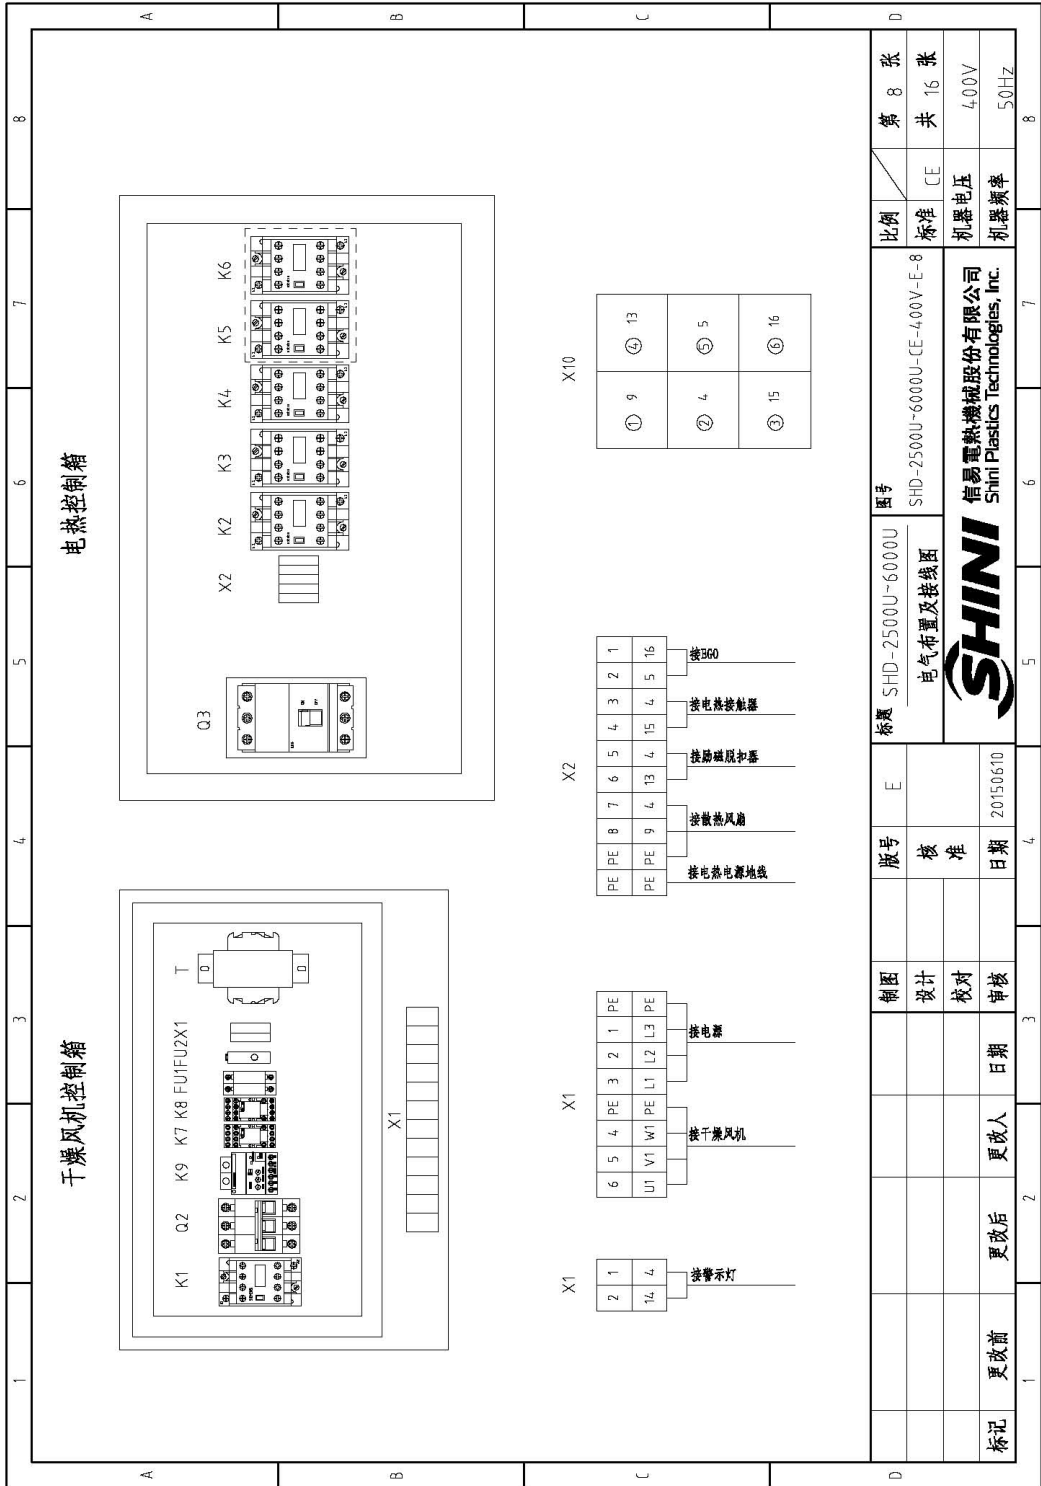 1 2 3 4 5 6 7 8
A A
B B
C C
D D
干燥风机控制箱
K1 Q2 K9 K7 K8 FU1FU2X1 T
X1
电热控制箱
Q3 X2 K2 K3 K4 K5 K6
X1
2 1
14 4
接警示灯
X1
6 5 4 PE 3 2 1 PE
U1 V1 W1 PE L1 L2 L3 PE
接干燥风机 接电源
X2
PE PE 8 7 6 5 4 3 2 1
PE PE 9 4 13 4 15 4 5 16
接电热电源地线 接散热风扇 接励磁脱扣器 接电热接触器 接EGO
X10
① 9 ④ 13
② 4 ⑤ 5
③ 15 ⑥ 16
标记 更改前 更改后 更改人 日期
制图
设计
校对
审核
版号 E
核准
日期 20150610
标题 SHD-2500U~6000U
电气布置及接线图
图号
SHD-2500U~6000U-CE-400V-E-8
SHINI
信易電熱機械股份有限公司
Shini Plastics Technologies, Inc.
比例 第 8 张
标准 CE 共 16 张
机器电压 400V
机器频率 50Hz
1 2 3 4 5 6 7 8